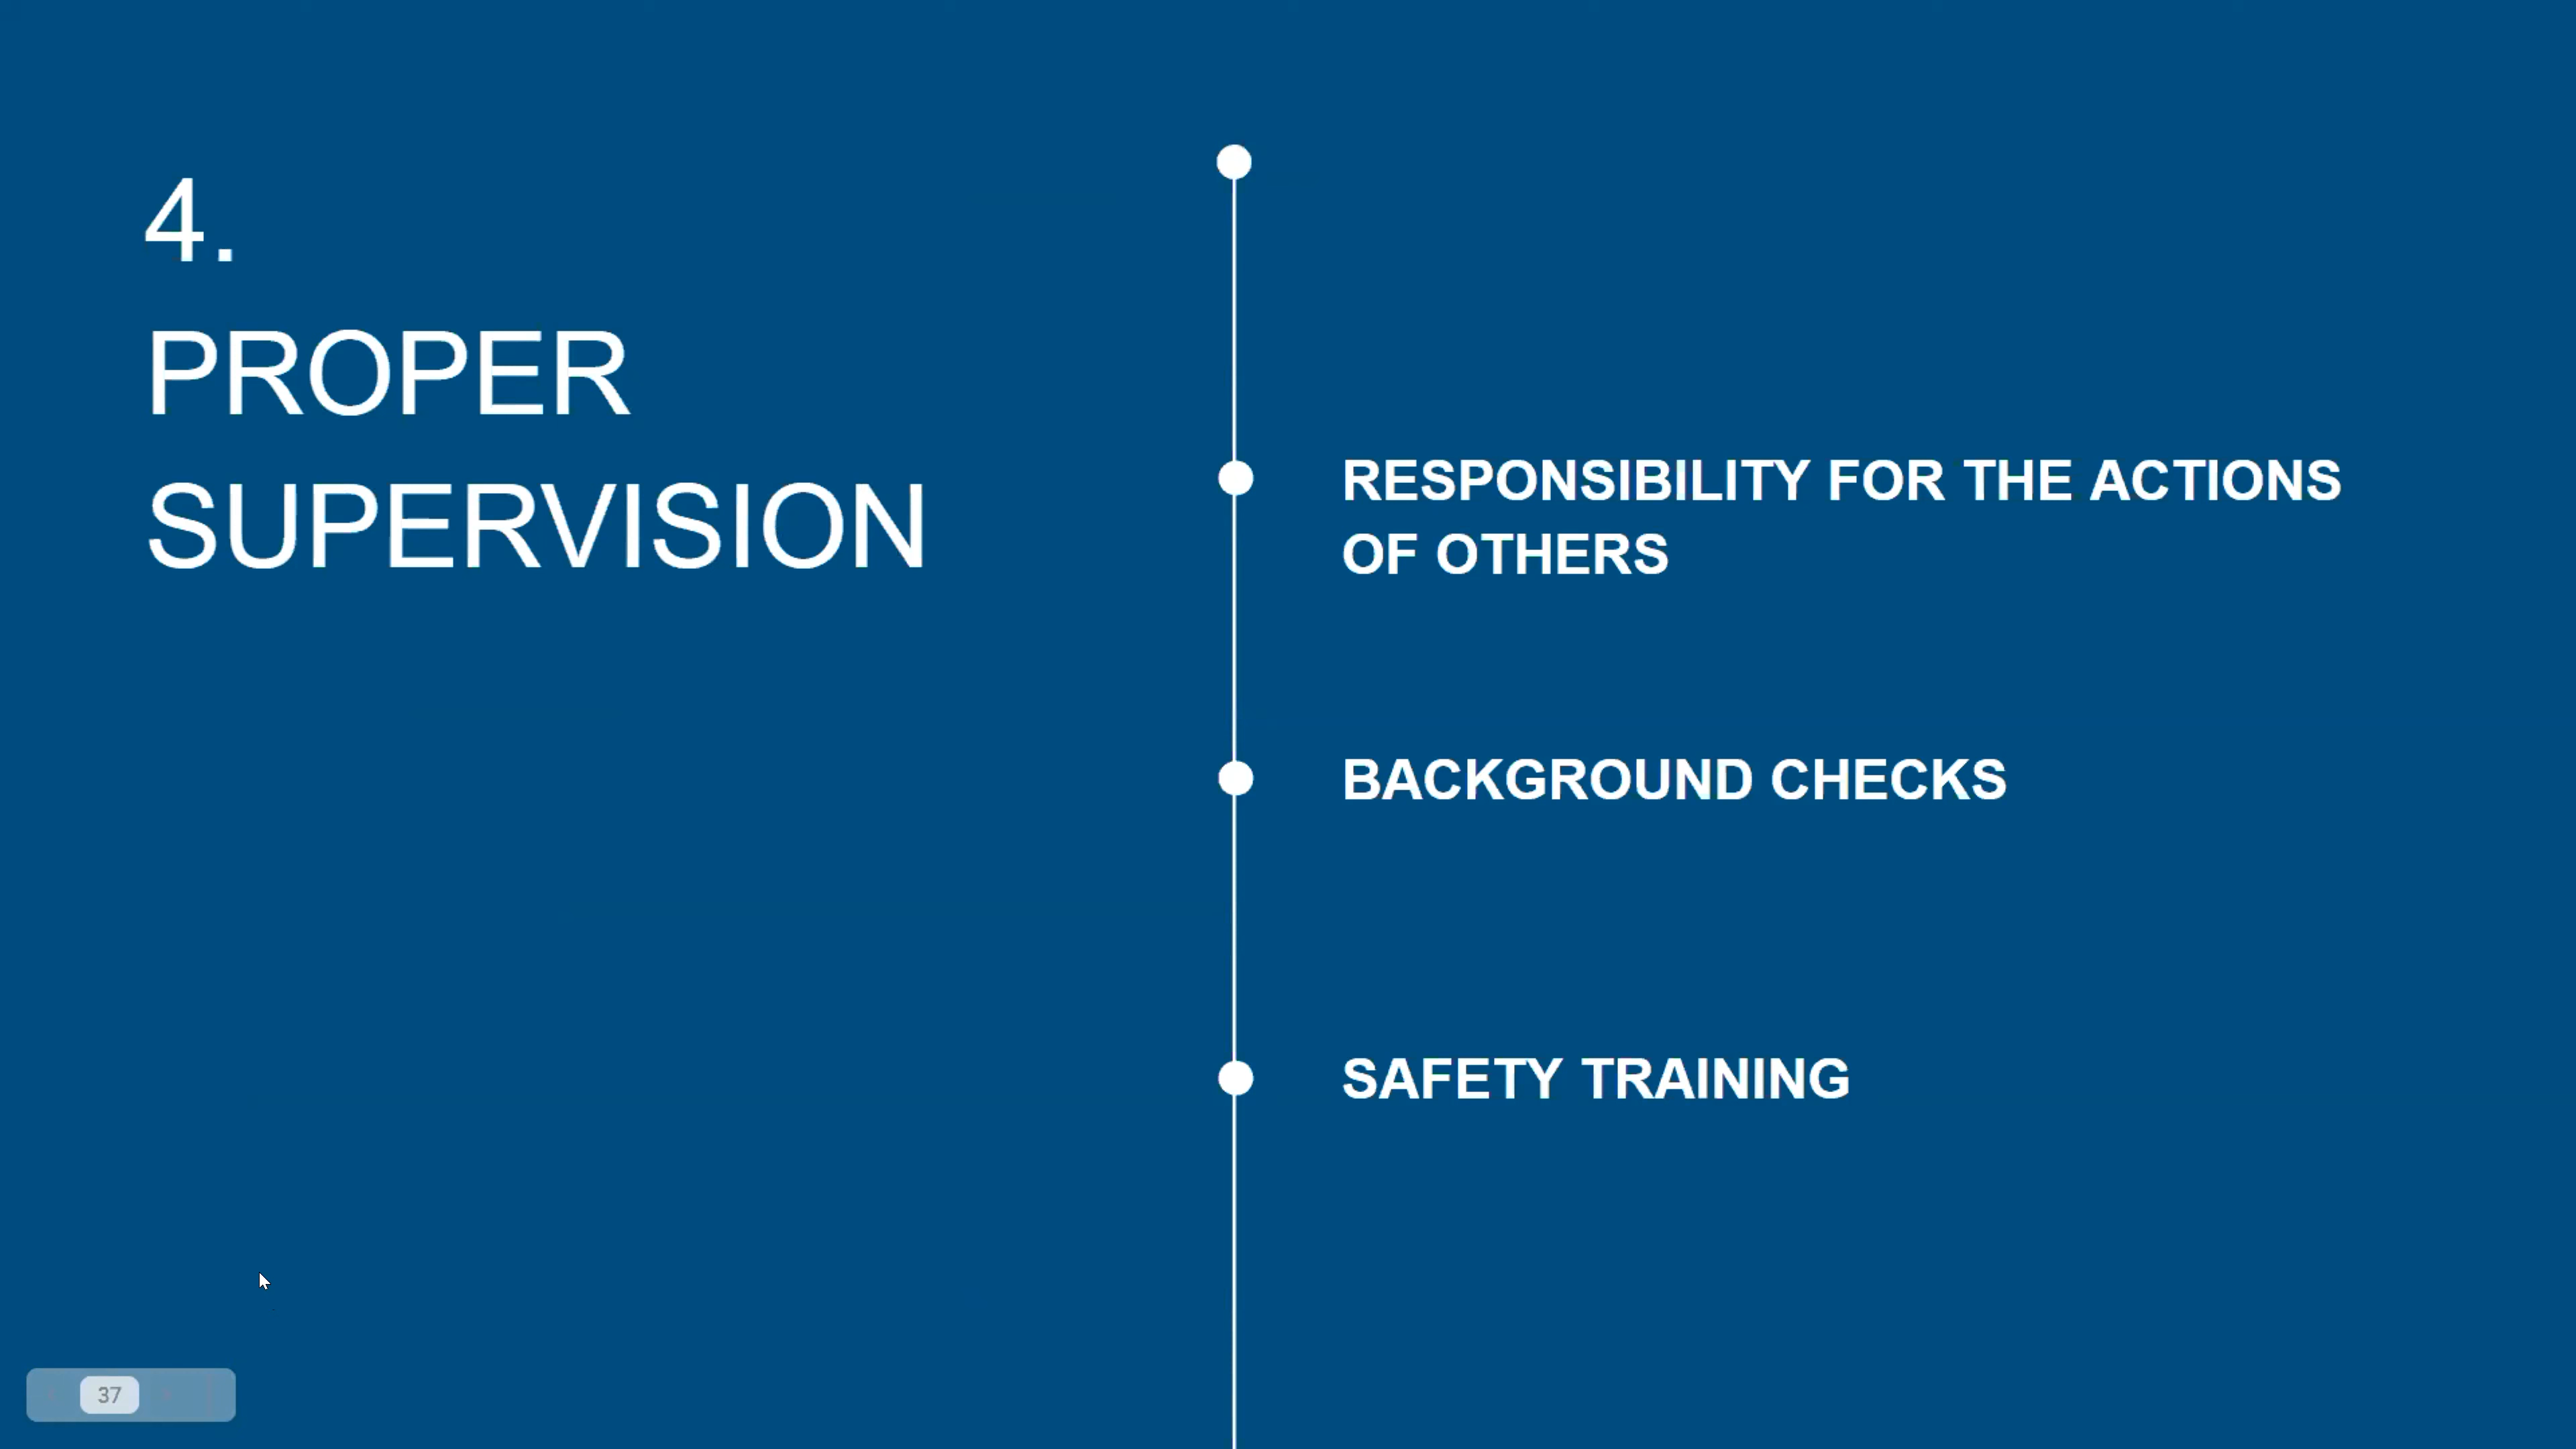 4.
PROPER
SUPERVISION
RESPONSIBILITY FOR THE ACTIONS
OF OTHERS
BACKGROUND CHECKS
SAFETY TRAINING
37